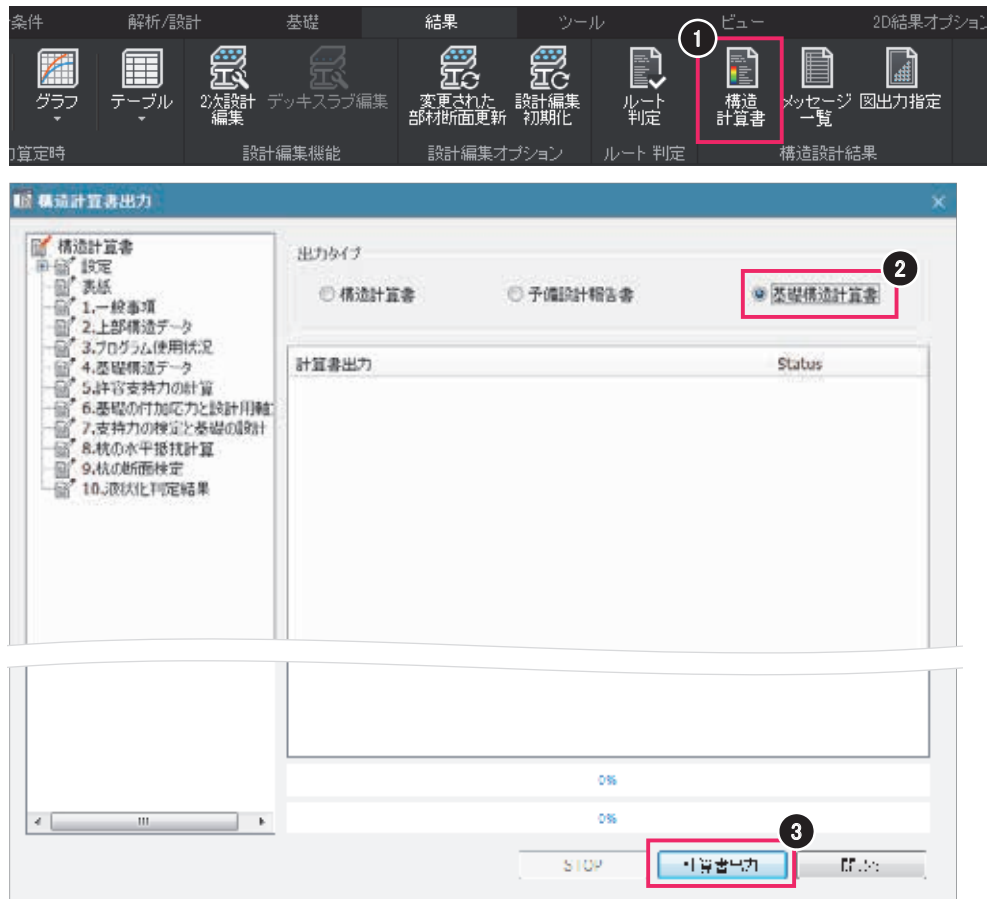 条件 解析/設計 基礎 結果 ツール ビュー 2D結果オプション
1
グラフ テーブル 2次設計編集 デッキスラブ編集 変更された部材断面更新 設計編集初期化 ルート判定 構造計算書 メッセージ一覧 図出力指定
算定時 設計編集機能 設計編集オプション ルート 判定 構造設計結果
構造計算書出力
構造計算書
設定
表紙
1.一般事項
2.上部構造データ
3.プログラム使用状況
4.基礎構造データ
5.許容支持力の計算
6.基礎の付加応力と設計用軸
7.支持力の検定と基礎の設計
8.杭の水平抵抗計算
9.杭の断面検定
10.液状化判定結果
出力タイプ
2
構造計算書 予備設計報告書 基礎構造計算書
計算書出力 Status
0%
0%
3
STOP 計算書出力